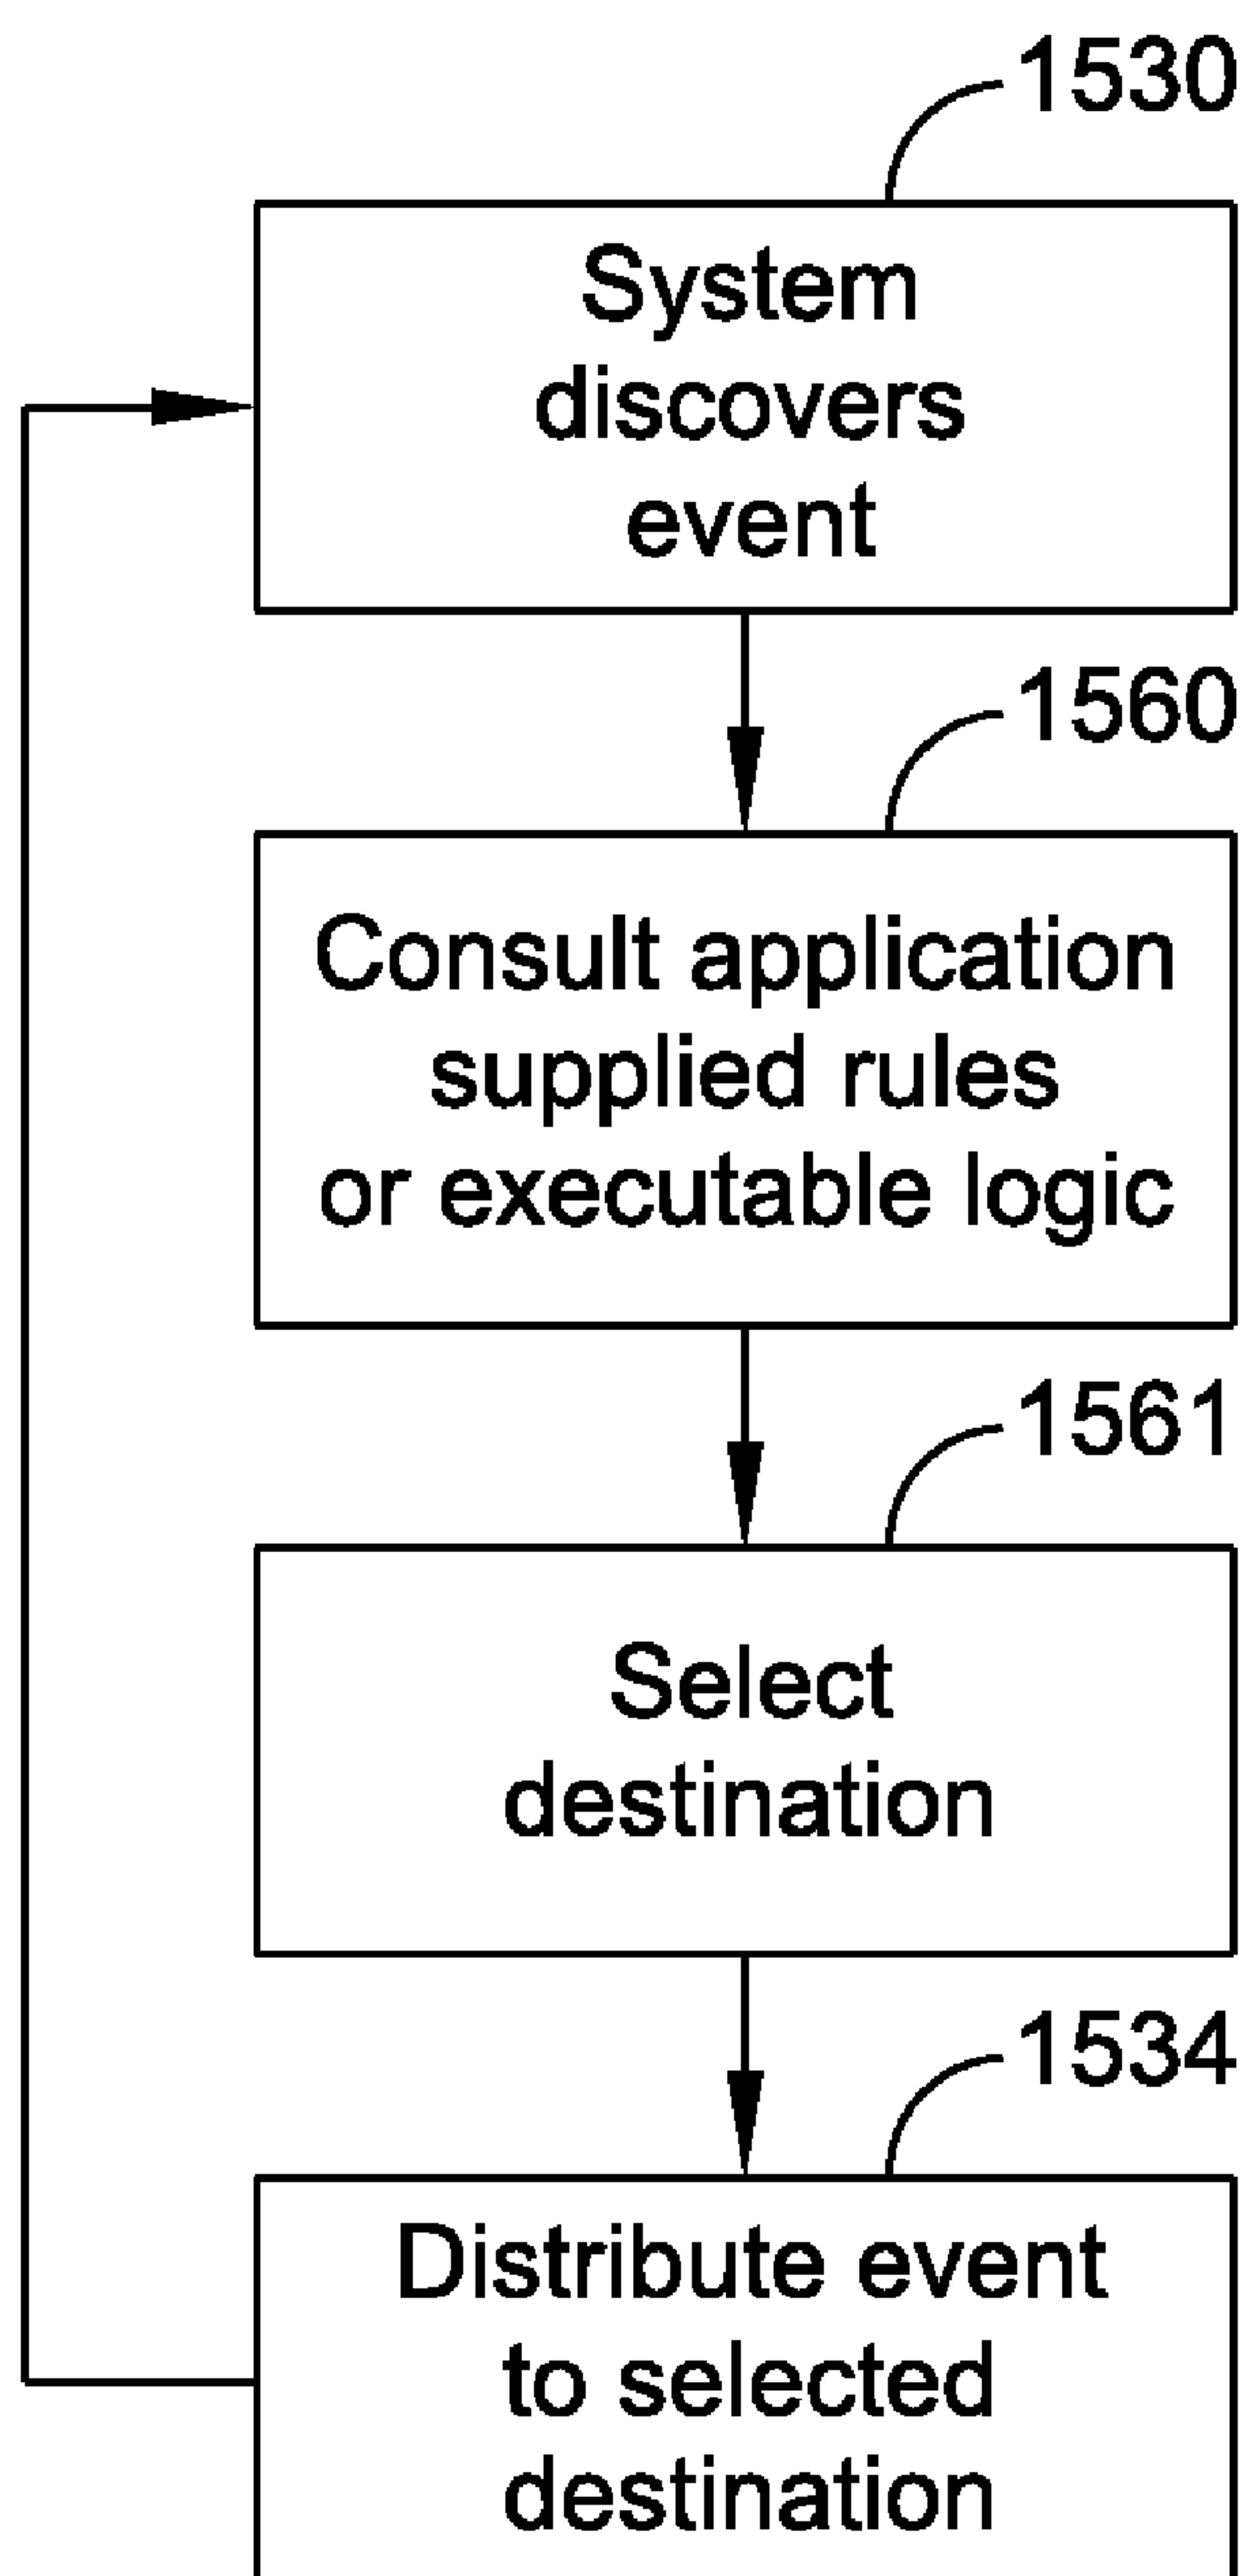 1530
System
discovers
event
1560
Consult application
supplied rules
or executable logic
1561
Select
destination
1534
Distribute event
to selected
destination